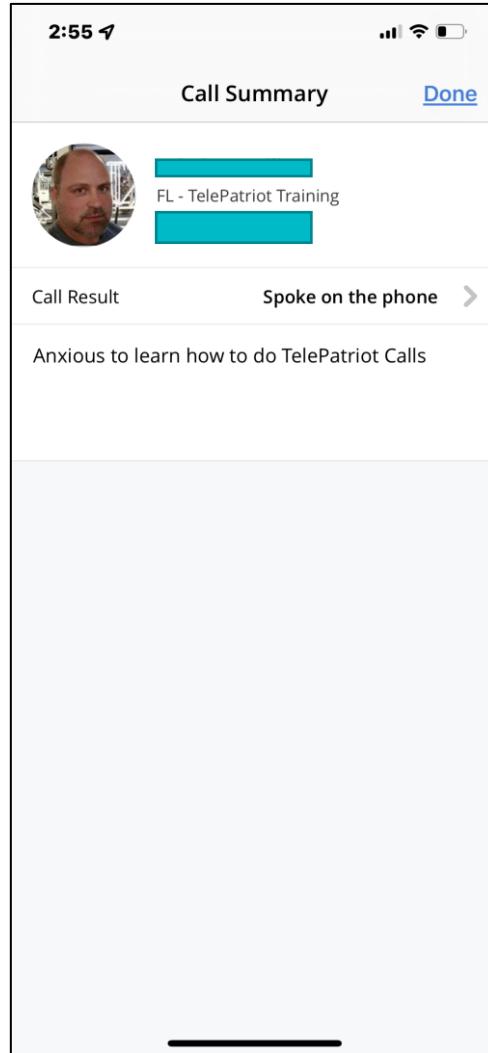 2:55
Call Summary
Done
FL - TelePatriot Training
Call Result
Spoke on the phone
Anxious to learn how to do TelePatriot Calls